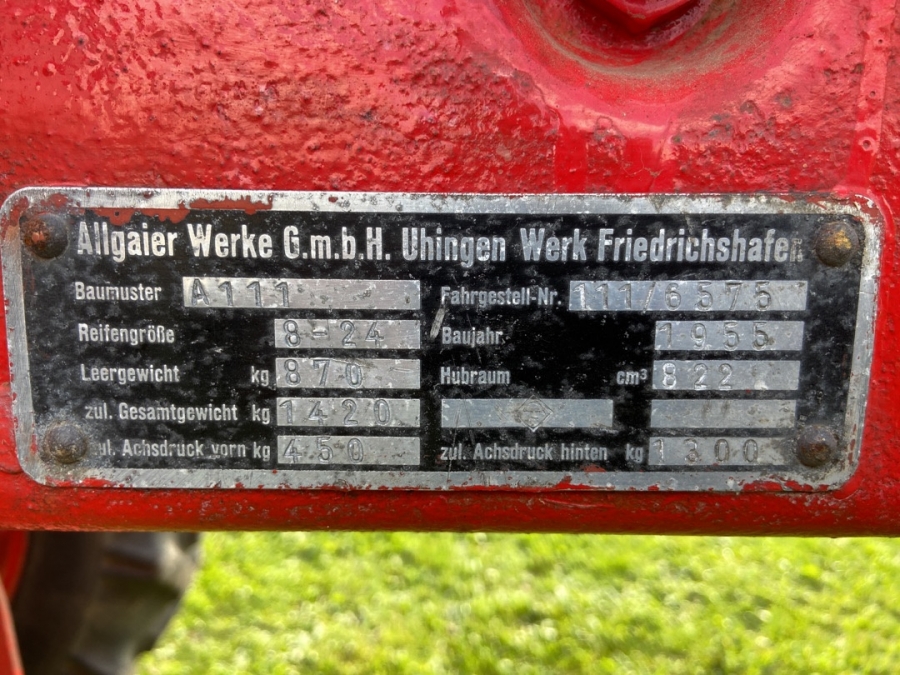 Allgaier Werke G.m.b.H. Uhingen Werk Friedrichshafen
Baumuster A111 Fahrgestell-Nr. 111/6575
Reifengröße 8-24 Baujahr 1955
Leergewicht kg 870 Hubraum cm³ 822
zul. Gesamtgewicht kg 1420
zul. Achsdruck vorn kg 450 zul. Achsdruck hinten kg 1300